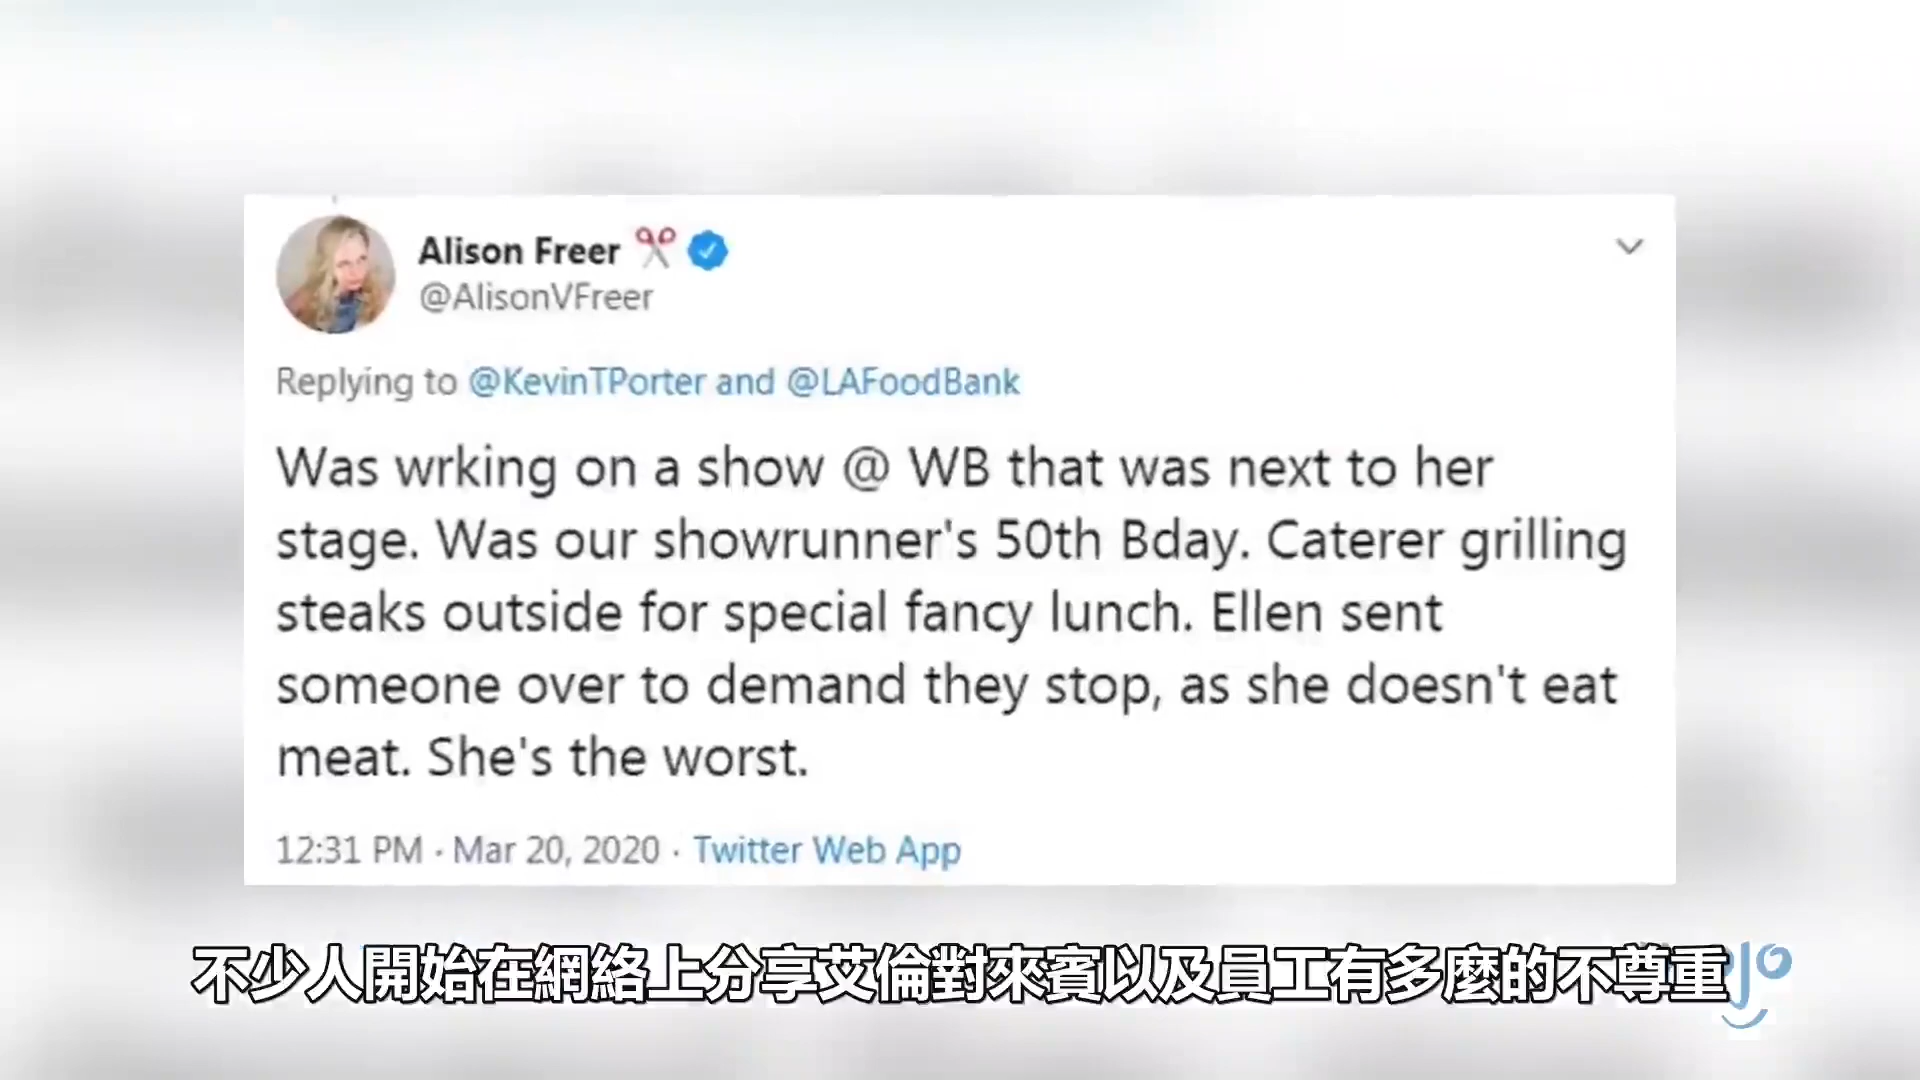 Alison Freer
@AlisonVFreer
Replying to @KevinTPorter and @LAFoodBank
Was wrking on a show @ WB that was next to her
stage. Was our showrunner's 50th Bday. Caterer grilling
steaks outside for special fancy lunch. Ellen sent
someone over to demand they stop, as she doesn't eat
meat. She's the worst.
12:31 PM · Mar 20, 2020 · Twitter Web App
不少人開始在網絡上分享艾倫對來賓以及員工有多麼的不尊重